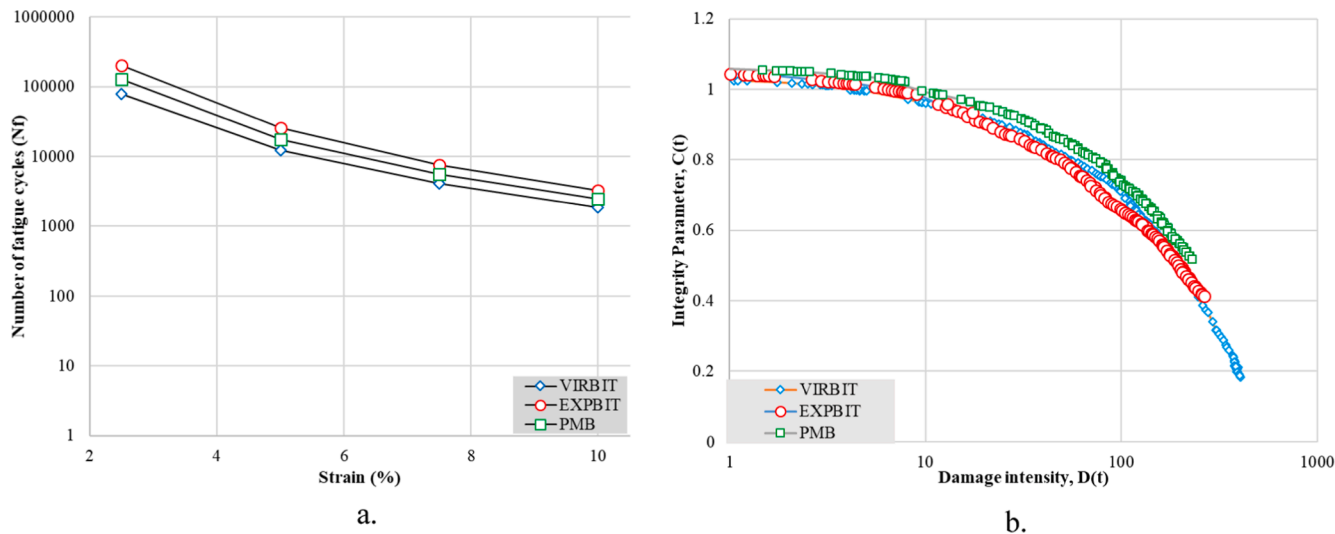 1000000
100000
10000
1000
100
10
1
Number of fatigue cycles (Nf)
2
4
6
8
10
Strain (%)
VIRBIT
EXPBIT
PMB
a.
1.2
1
0.8
0.6
0.4
0.2
0
Integrity Parameter, C(t)
1
10
100
1000
Damage intensity, D(t)
VIRBIT
EXPBIT
PMB
b.